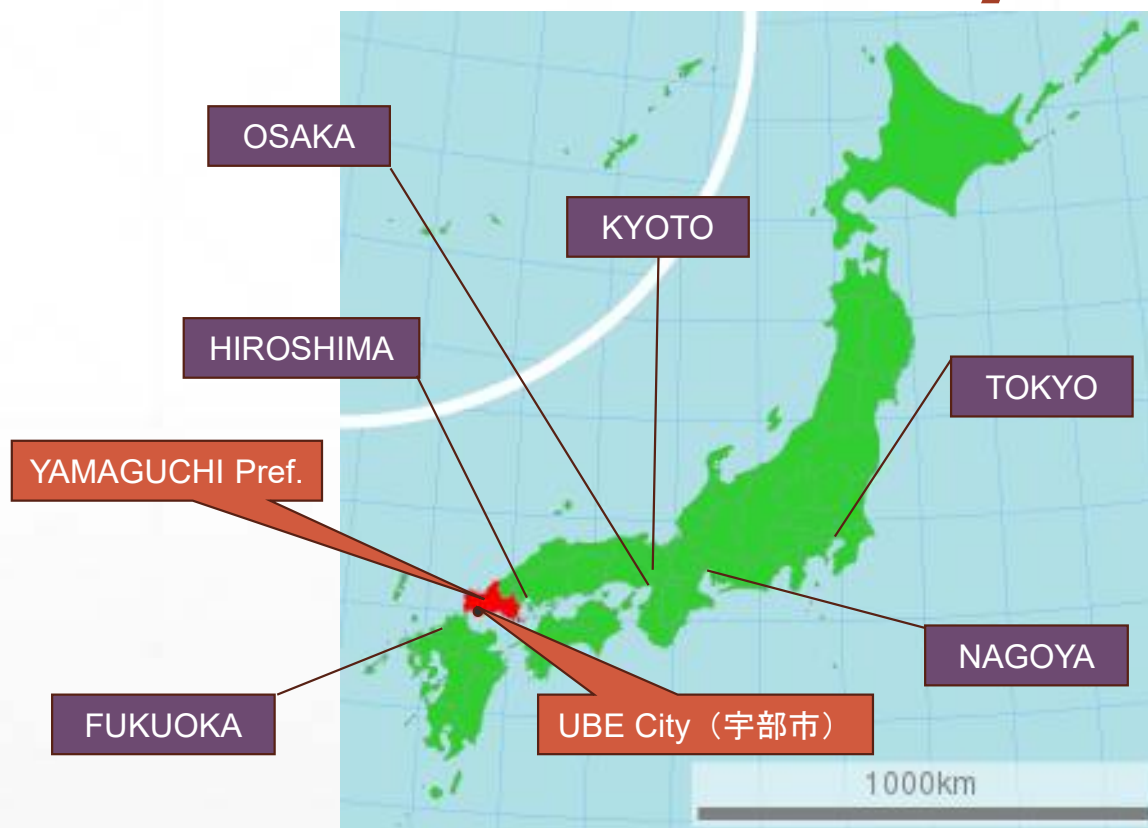 OSAKA
KYOTO
HIROSHIMA
TOKYO
YAMAGUCHI Pref.
NAGOYA
FUKUOKA
UBE City（宇部市）
1000km